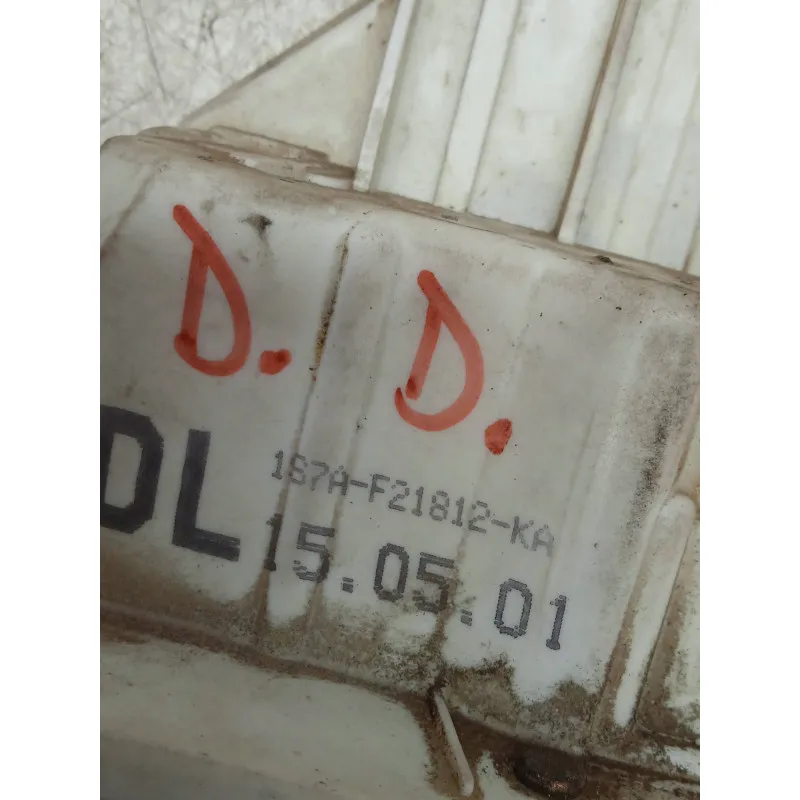 D. D.
DL
1S7A-F21812-KA
15.05.01